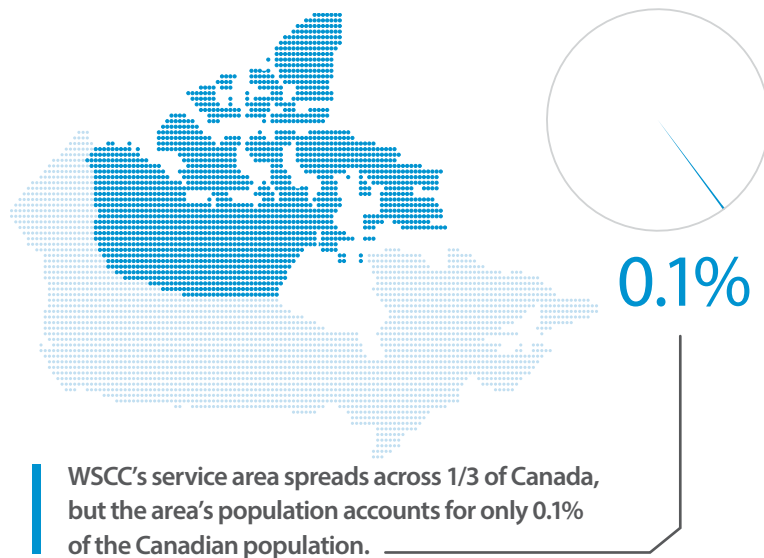 0.1%
WSCC’s service area spreads across 1/3 of Canada,
but the area’s population accounts for only 0.1%
of the Canadian population.